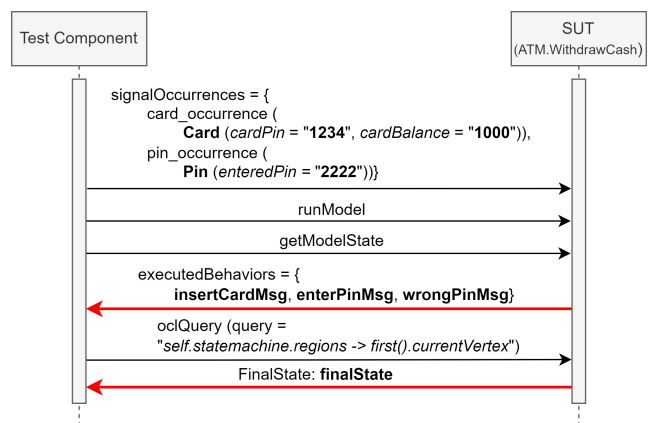 Test Component
SUT
(ATM.WithdrawCash)
signalOccurrences = {
card_occurrence (
Card (cardPin = "1234", cardBalance = "1000")),
pin_occurrence (
Pin (enteredPin = "2222"))}
runModel
getModelState
executedBehaviors = {
insertCardMsg, enterPinMsg, wrongPinMsg}
oclQuery (query =
"self.statemachine.regions -> first().currentVertex")
FinalState: finalState